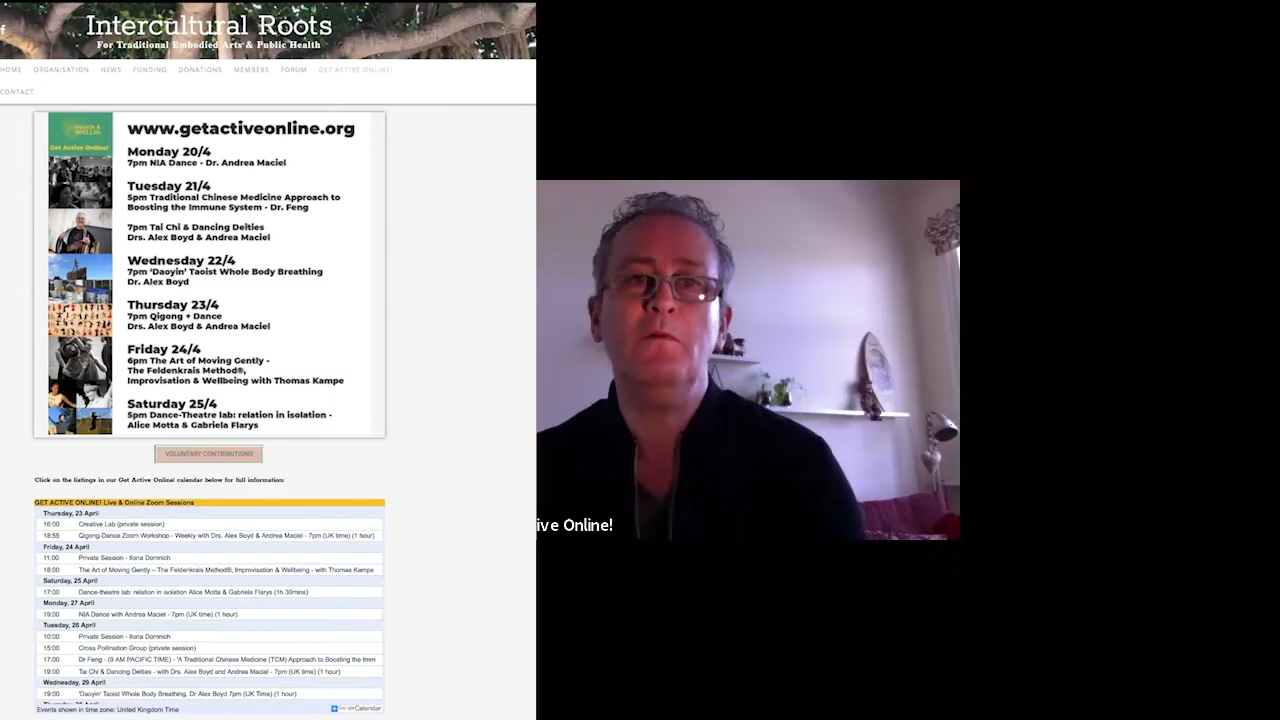 f
Intercultural Roots
For Traditional Embodied Arts & Public Health
HOME ORGANISATION NEWS FUNDING DONATIONS MEMBERS FORUM GET ACTIVE ONLINE!
CONTACT
Health &
WELLth
Get Active Online!
www.getactiveonline.org
Monday 20/4
7pm NIA Dance - Dr. Andrea Maciel
Tuesday 21/4
5pm Traditional Chinese Medicine Approach to
Boosting the Immune System - Dr. Feng
7pm Tai Chi & Dancing Deities
Drs. Alex Boyd & Andrea Maciel
Wednesday 22/4
7pm 'Daoyin' Taoist Whole Body Breathing
Dr. Alex Boyd
Thursday 23/4
7pm Qigong + Dance
Drs. Alex Boyd & Andrea Maciel
Friday 24/4
6pm The Art of Moving Gently -
The Feldenkrais Method®,
Improvisation & Wellbeing with Thomas Kampe
Saturday 25/4
5pm Dance-Theatre lab: relation in isolation -
Alice Motta & Gabriela Flarys
VOLUNTARY CONTRIBUTIONS
Click on the listings in our Get Active Online! calendar below for full information:
GET ACTIVE ONLINE! Live & Online Zoom Sessions
Thursday, 23 April
16:00 Creative Lab (private session)
18:55 Qigong-Dance Zoom Workshop - Weekly with Drs. Alex Boyd & Andrea Maciel - 7pm (UK time) (1 hour)
Friday, 24 April
11:00 Private Session - Ilona Domnich
18:00 The Art of Moving Gently – The Feldenkrais Method®, Improvisation & Wellbeing - with Thomas Kampe
Saturday, 25 April
17:00 Dance-theatre lab: relation in isolation Alice Motta & Gabriela Flarys (1h 30mins)
Monday, 27 April
19:00 NIA Dance with Andrea Maciel - 7pm (UK time) (1 hour)
Tuesday, 28 April
10:00 Private Session - Ilona Domnich
15:00 Cross Pollination Group (private session)
17:00 Dr Feng - (9 AM PACIFIC TIME) - 'A Traditional Chinese Medicine (TCM) Approach to Boosting the Imm
19:00 Tai Chi & Dancing Deities - with Drs. Alex Boyd and Andrea Maciel - 7pm (UK time) (1 hour)
Wednesday, 29 April
19:00 'Daoyin' Taoist Whole Body Breathing, Dr Alex Boyd 7pm (UK Time) (1 hour)
Events shown in time zone: United Kingdom Time
Google Calendar
ive Online!